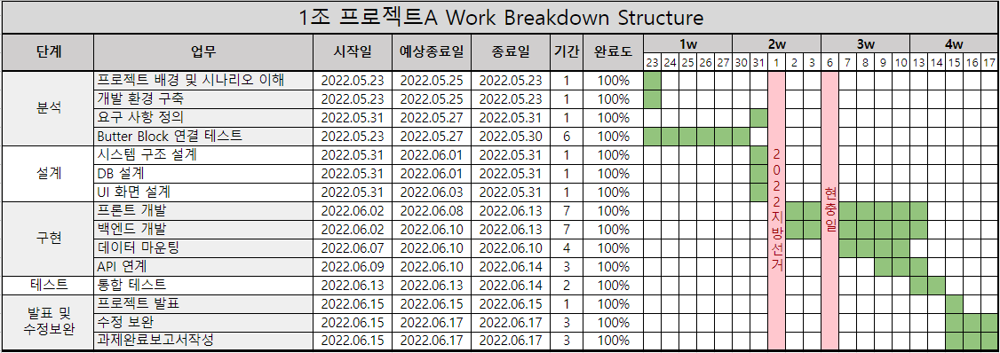 1조 프로젝트A Work Breakdown Structure
단계 업무 시작일 예상종료일 종료일 기간 완료도 1w 2w 3w 4w
23 24 25 26 27 30 31 1 2 3 6 7 8 9 10 13 14 15 16 17
분석 프로젝트 배경 및 시나리오 이해 2022.05.23 2022.05.25 2022.05.23 1 100%
개발 환경 구축 2022.05.23 2022.05.25 2022.05.23 1 100%
요구 사항 정의 2022.05.31 2022.05.27 2022.05.31 1 100%
Butter Block 연결 테스트 2022.05.23 2022.05.27 2022.05.30 6 100%
설계 시스템 구조 설계 2022.05.31 2022.06.01 2022.05.31 1 100%
DB 설계 2022.05.31 2022.06.01 2022.05.31 1 100%
UI 화면 설계 2022.05.31 2022.06.03 2022.05.31 1 100%
구현 프론트 개발 2022.06.02 2022.06.08 2022.06.13 7 100%
백엔드 개발 2022.06.02 2022.06.10 2022.06.13 7 100%
데이터 마운팅 2022.06.07 2022.06.10 2022.06.10 4 100%
API 연계 2022.06.09 2022.06.10 2022.06.14 3 100%
테스트 통합 테스트 2022.06.13 2022.06.13 2022.06.14 2 100%
발표 및
수정보완
프로젝트 발표 2022.06.15 2022.06.15 2022.06.15 1 100%
수정 보완 2022.06.15 2022.06.17 2022.06.17 3 100%
과제완료보고서작성 2022.06.15 2022.06.17 2022.06.17 3 100%
2022지방선거
현충일